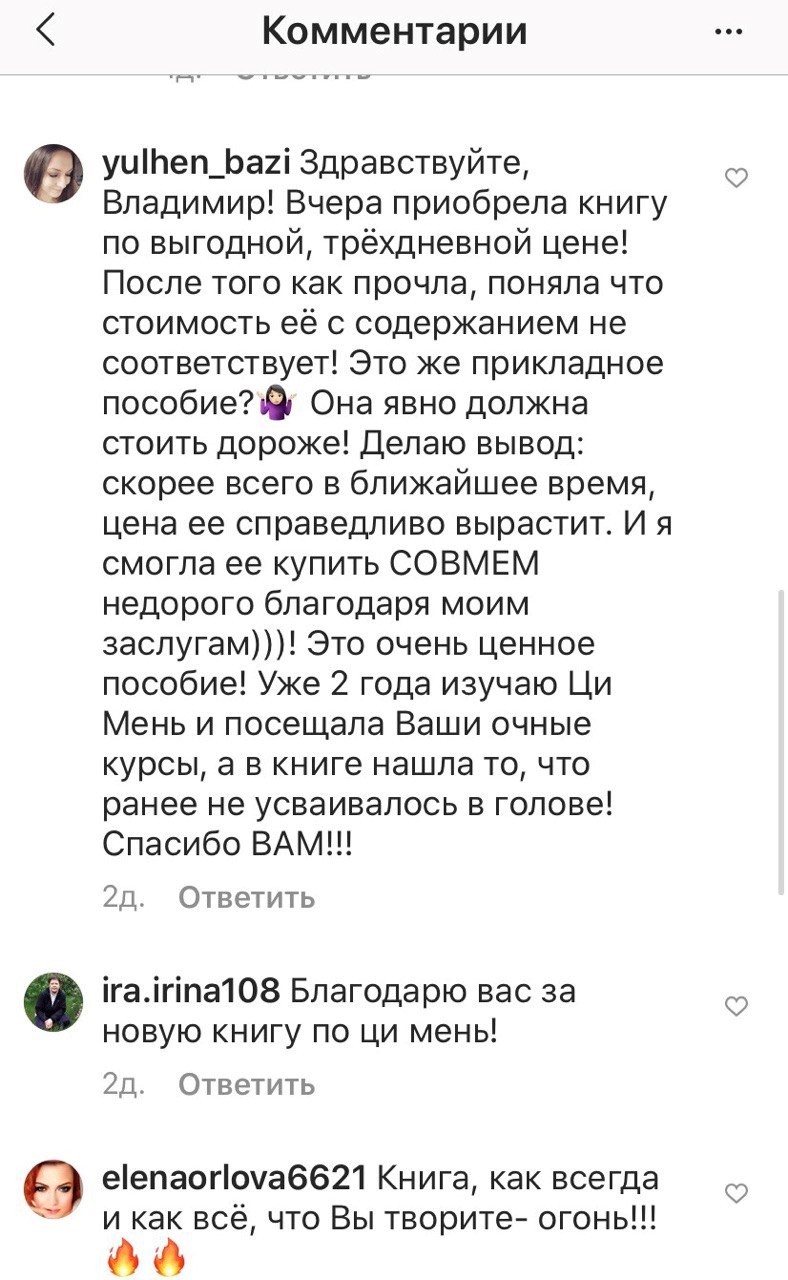 Комментарии
yulhen_bazi Здравствуйте,
Владимир! Вчера приобрела книгу
по выгодной, трёхдневной цене!
После того как прочла, поняла что
стоимость её с содержанием не
соответствует! Это же прикладное
пособие?🤷🏻‍♀️ Она явно должна
стоить дороже! Делаю вывод:
скорее всего в ближайшее время,
цена ее справедливо вырастит. И я
смогла ее купить СОВМЕМ
недорого благодаря моим
заслугам)))! Это очень ценное
пособие! Уже 2 года изучаю Ци
Мень и посещала Ваши очные
курсы, а в книге нашла то, что
ранее не усваивалось в голове!
Спасибо ВАМ!!!
2д. Ответить
ira.irina108 Благодарю вас за
новую книгу по ци мень!
2д. Ответить
elenaorlova6621 Книга, как всегда
и как всё, что Вы творите- огонь!!!
🔥🔥